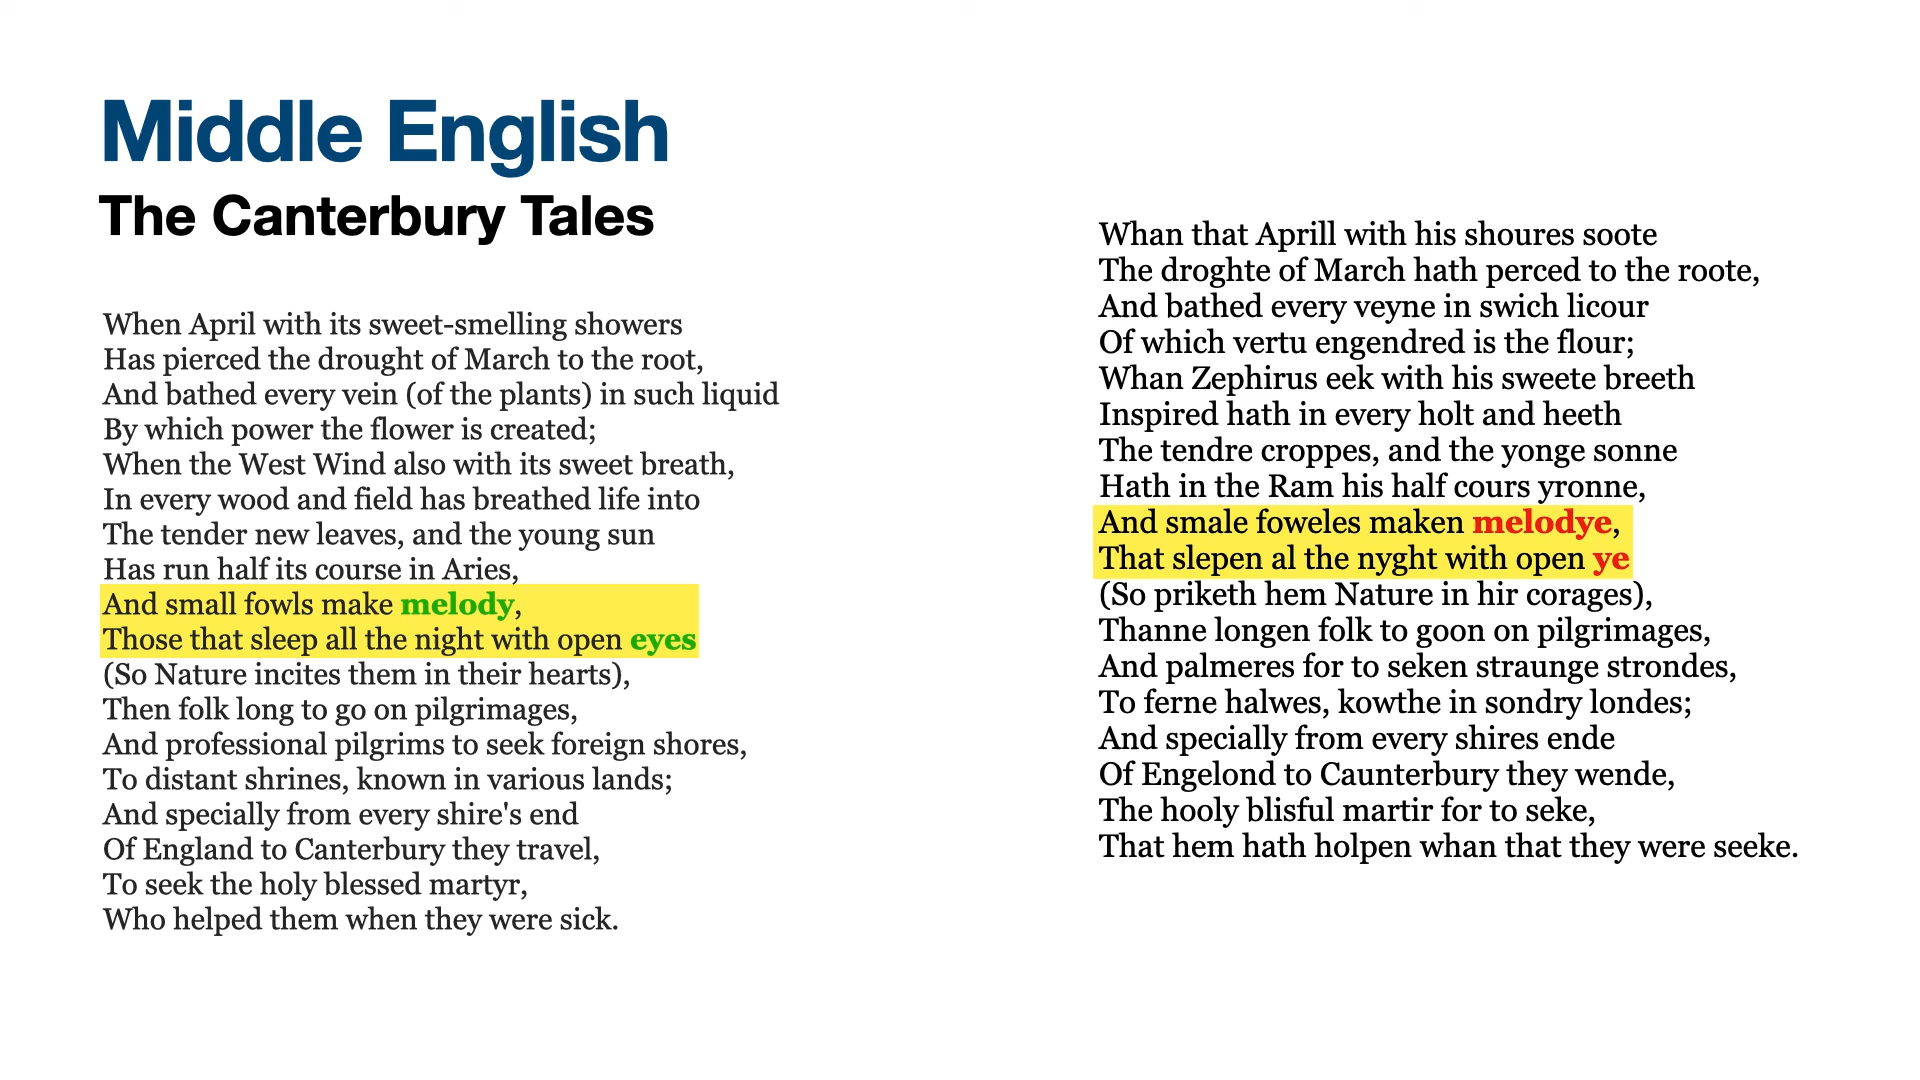 Middle English
The Canterbury Tales
When April with its sweet-smelling showers
Has pierced the drought of March to the root,
And bathed every vein (of the plants) in such liquid
By which power the flower is created;
When the West Wind also with its sweet breath,
In every wood and field has breathed life into
The tender new leaves, and the young sun
Has run half its course in Aries,
And small fowls make melody,
Those that sleep all the night with open eyes
(So Nature incites them in their hearts),
Then folk long to go on pilgrimages,
And professional pilgrims to seek foreign shores,
To distant shrines, known in various lands;
And specially from every shire's end
Of England to Canterbury they travel,
To seek the holy blessed martyr,
Who helped them when they were sick.
Whan that Aprill with his shoures soote
The droghte of March hath perced to the roote,
And bathed every veyne in swich licour
Of which vertu engendred is the flour;
Whan Zephirus eek with his sweete breeth
Inspired hath in every holt and heeth
The tendre croppes, and the yonge sonne
Hath in the Ram his half cours yronne,
And smale foweles maken melodye,
That slepen al the nyght with open ye
(So priketh hem Nature in hir corages),
Thanne longen folk to goon on pilgrimages,
And palmeres for to seken straunge strondes,
To ferne halwes, kowthe in sondry londes;
And specially from every shires ende
Of Engelond to Caunterbury they wende,
The hooly blisful martir for to seke,
That hem hath holpen whan that they were seeke.